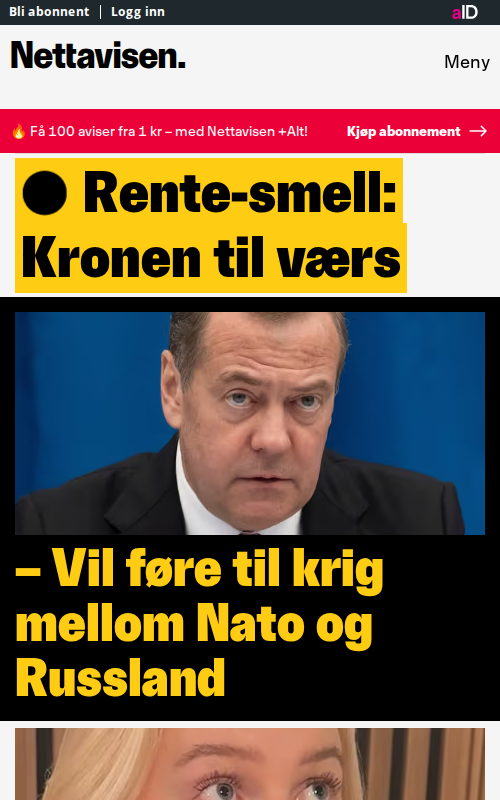 Bli abonnent
Logg inn
aID
Nettavisen.
Meny
Få 100 aviser fra 1 kr – med Nettavisen +Alt!
Kjøp abonnement
Rente-smell:
Kronen til værs
– Vil føre til krig
mellom Nato og
Russland